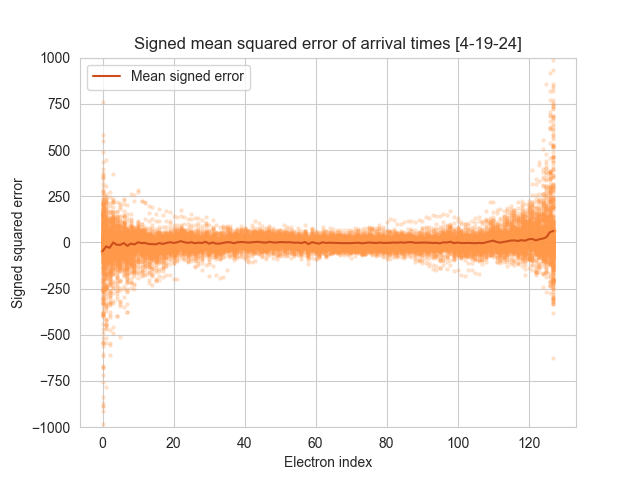 Signed mean squared error of arrival times [4-19-24]
Mean signed error
1000
750
500
250
0
−250
−500
−750
−1000
Signed squared error
0 20 40 60 80 100 120
Electron index